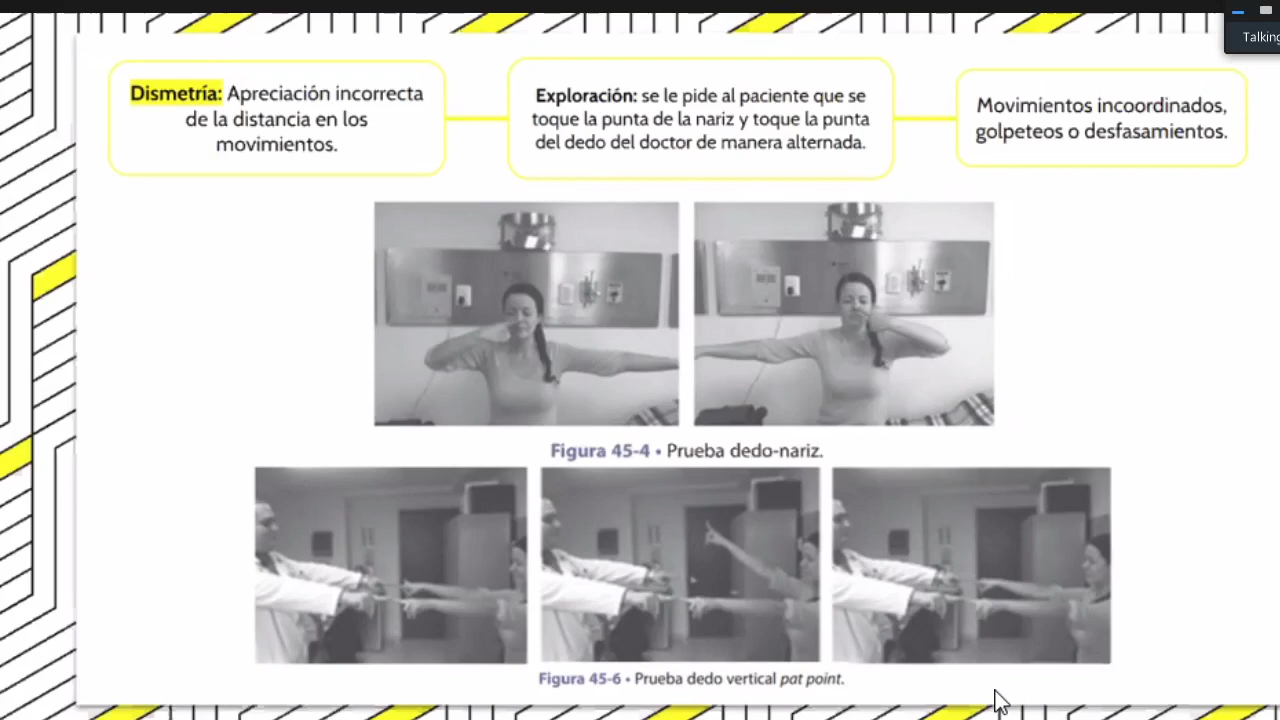 Talking
Dismetría: Apreciación incorrecta
de la distancia en los
movimientos.
Exploración: se le pide al paciente que se
toque la punta de la nariz y toque la punta
del dedo del doctor de manera alternada.
Movimientos incoordinados,
golpeteos o desfasamientos.
Figura 45-4 • Prueba dedo-nariz.
Figura 45-6 • Prueba dedo vertical pat point.